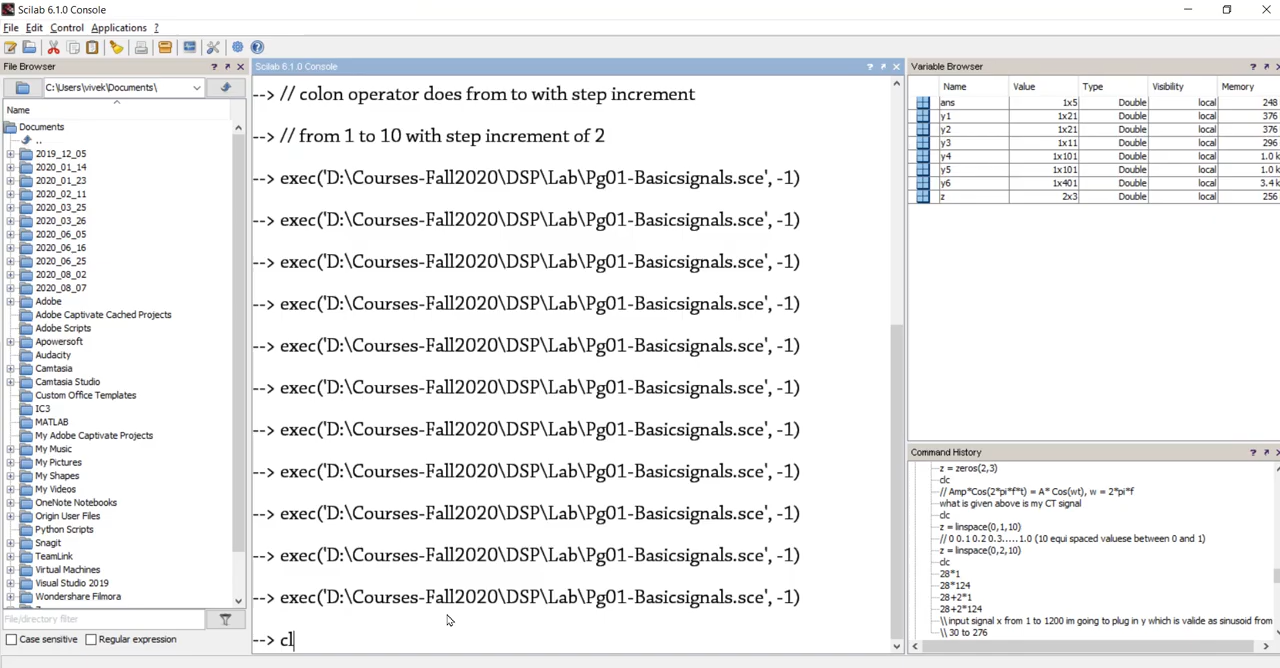 Scilab 6.1.0 Console
File Edit Control Applications ?
File Browser
C:\Users\vivek\Documents\
Name
Documents
..
2019_12_05
2020_01_14
2020_01_23
2020_02_11
2020_03_25
2020_03_26
2020_06_05
2020_06_16
2020_06_25
2020_08_02
2020_08_07
Adobe
Adobe Captivate Cached Projects
Adobe Scripts
Apowersoft
Audacity
Camtasia
Camtasia Studio
Custom Office Templates
IC3
MATLAB
My Adobe Captivate Projects
My Music
My Pictures
My Shapes
My Videos
OneNote Notebooks
Origin User Files
Python Scripts
Snagit
TeamLink
Virtual Machines
Visual Studio 2019
Wondershare Filmora
File/directory filter
Case sensitive Regular expression
Scilab 6.1.0 Console
--> // colon operator does from to with step increment
--> // from 1 to 10 with step increment of 2
--> exec('D:\Courses-Fall2020\DSP\Lab\Pg01-Basicsignals.sce', -1)
--> exec('D:\Courses-Fall2020\DSP\Lab\Pg01-Basicsignals.sce', -1)
--> exec('D:\Courses-Fall2020\DSP\Lab\Pg01-Basicsignals.sce', -1)
--> exec('D:\Courses-Fall2020\DSP\Lab\Pg01-Basicsignals.sce', -1)
--> exec('D:\Courses-Fall2020\DSP\Lab\Pg01-Basicsignals.sce', -1)
--> exec('D:\Courses-Fall2020\DSP\Lab\Pg01-Basicsignals.sce', -1)
--> exec('D:\Courses-Fall2020\DSP\Lab\Pg01-Basicsignals.sce', -1)
--> exec('D:\Courses-Fall2020\DSP\Lab\Pg01-Basicsignals.sce', -1)
--> exec('D:\Courses-Fall2020\DSP\Lab\Pg01-Basicsignals.sce', -1)
--> exec('D:\Courses-Fall2020\DSP\Lab\Pg01-Basicsignals.sce', -1)
--> exec('D:\Courses-Fall2020\DSP\Lab\Pg01-Basicsignals.sce', -1)
--> cl
Variable Browser
Name Value Type Visibility Memory
ans 1x5 Double local 248
y1 1x21 Double local 376
y2 1x21 Double local 376
y3 1x11 Double local 296
y4 1x101 Double local 1.0 k
y5 1x101 Double local 1.0 k
y6 1x401 Double local 3.4 k
z 2x3 Double local 256
Command History
z = zeros(2,3)
clc
// Amp*Cos(2*pi*f*t) = A* Cos(wt), w = 2*pi*f
what is given above is my CT signal
clc
z = linspace(0,1,10)
// 0 0.1 0.2 0.3.....1.0 (10 equi spaced valuese between 0 and 1)
z = linspace(0,2,10)
clc
28*1
28*124
28+2*1
28+2*124
\\ input signal x from 1 to 1200 im going to plug in y which is valide as sinusoid from
\\ 30 to 276